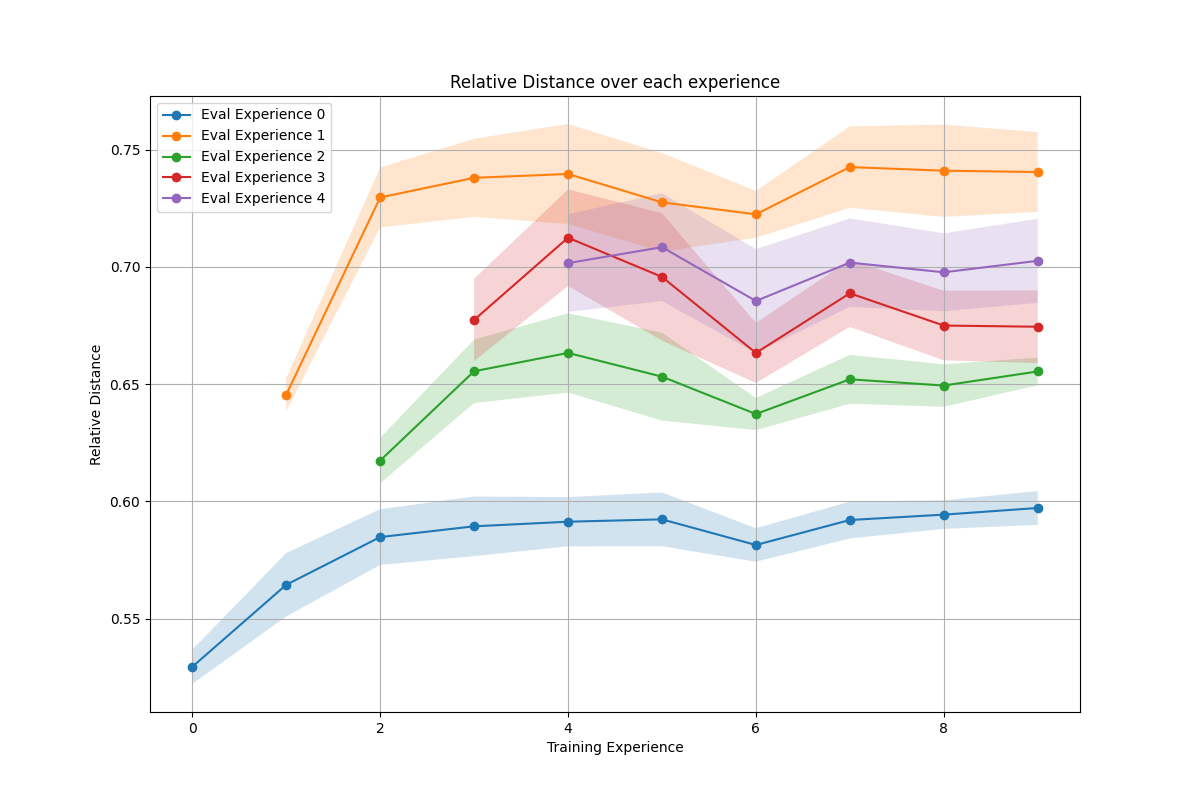 Relative Distance over each experience
Eval Experience 0
Eval Experience 1
Eval Experience 2
Eval Experience 3
Eval Experience 4
0.75
0.70
0.65
0.60
0.55
Relative Distance
0 2 4 6 8
Training Experience